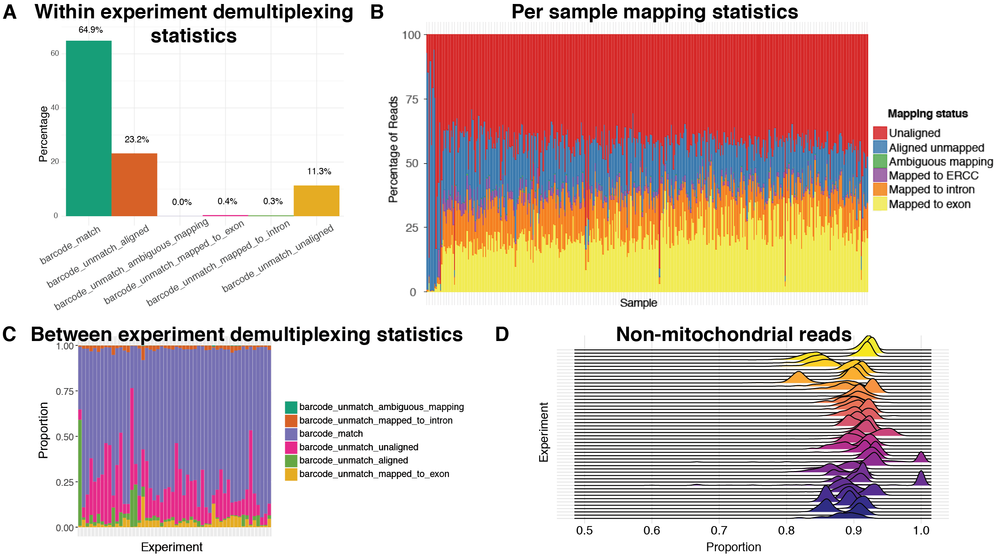 A
Within experiment demultiplexing
statistics
64.9%
23.2%
0.0%
0.4%
0.3%
11.3%
60
40
20
0
Percentage
barcode_match
barcode_unmatch_aligned
barcode_unmatch_ambiguous_mapping
barcode_unmatch_mapped_to_exon
barcode_unmatch_mapped_to_intron
barcode_unmatch_unaligned
B
Per sample mapping statistics
100
75
50
25
0
Percentage of Reads
Sample
Mapping status
Unaligned
Aligned unmapped
Ambiguous mapping
Mapped to ERCC
Mapped to intron
Mapped to exon
C
Between experiment demultiplexing statistics
1.00
0.75
0.50
0.25
0.00
Proportion
Experiment
barcode_unmatch_ambiguous_mapping
barcode_unmatch_mapped_to_intron
barcode_match
barcode_unmatch_unaligned
barcode_unmatch_aligned
barcode_unmatch_mapped_to_exon
D
Non-mitochondrial reads
Experiment
0.5
0.6
0.7
0.8
0.9
1.0
Proportion